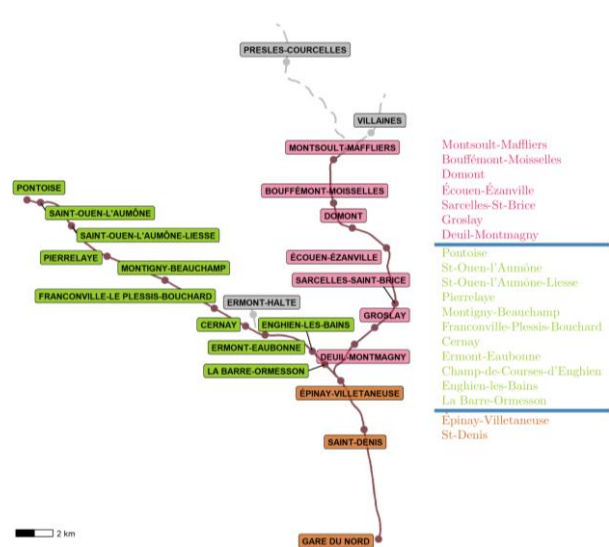 PRESLES-COURCELLES
VILLAINES
MONTSOULT-MAFFLIERS
PONTOISE
BOUFFÉMONT-MOISSELLES
SAINT-OUEN-L'AUMÔNE
DOMONT
SAINT-OUEN-L'AUMÔNE-LIESSE
PIERRELAYE
ÉCOUEN-ÉZANVILLE
MONTIGNY-BEAUCHAMP
SARCELLES-SAINT-BRICE
FRANCONVILLE-LE PLESSIS-BOUCHARD
ERMONT-HALTE
GROSLAY
CERNAY
ENGHIEN-LES-BAINS
ERMONT-EAUBONNE
DEUIL-MONTMAGNY
LA BARRE-ORMESSON
ÉPINAY-VILLETANEUSE
SAINT-DENIS
GARE DU NORD
2 km
Montsoult-Maffliers
Bouffémont-Moisselles
Domont
Écouen-Ézanville
Sarcelles-St-Brice
Groslay
Deuil-Montmagny
Pontoise
St-Ouen-l'Aumône
St-Ouen-l'Aumône-Liesse
Pierrelaye
Montigny-Beauchamp
Franconville-Plessis-Bouchard
Cernay
Ermont-Eaubonne
Champ-de-Courses-d'Enghien
Enghien-les-Bains
La Barre-Ormesson
Épinay-Villetaneuse
St-Denis